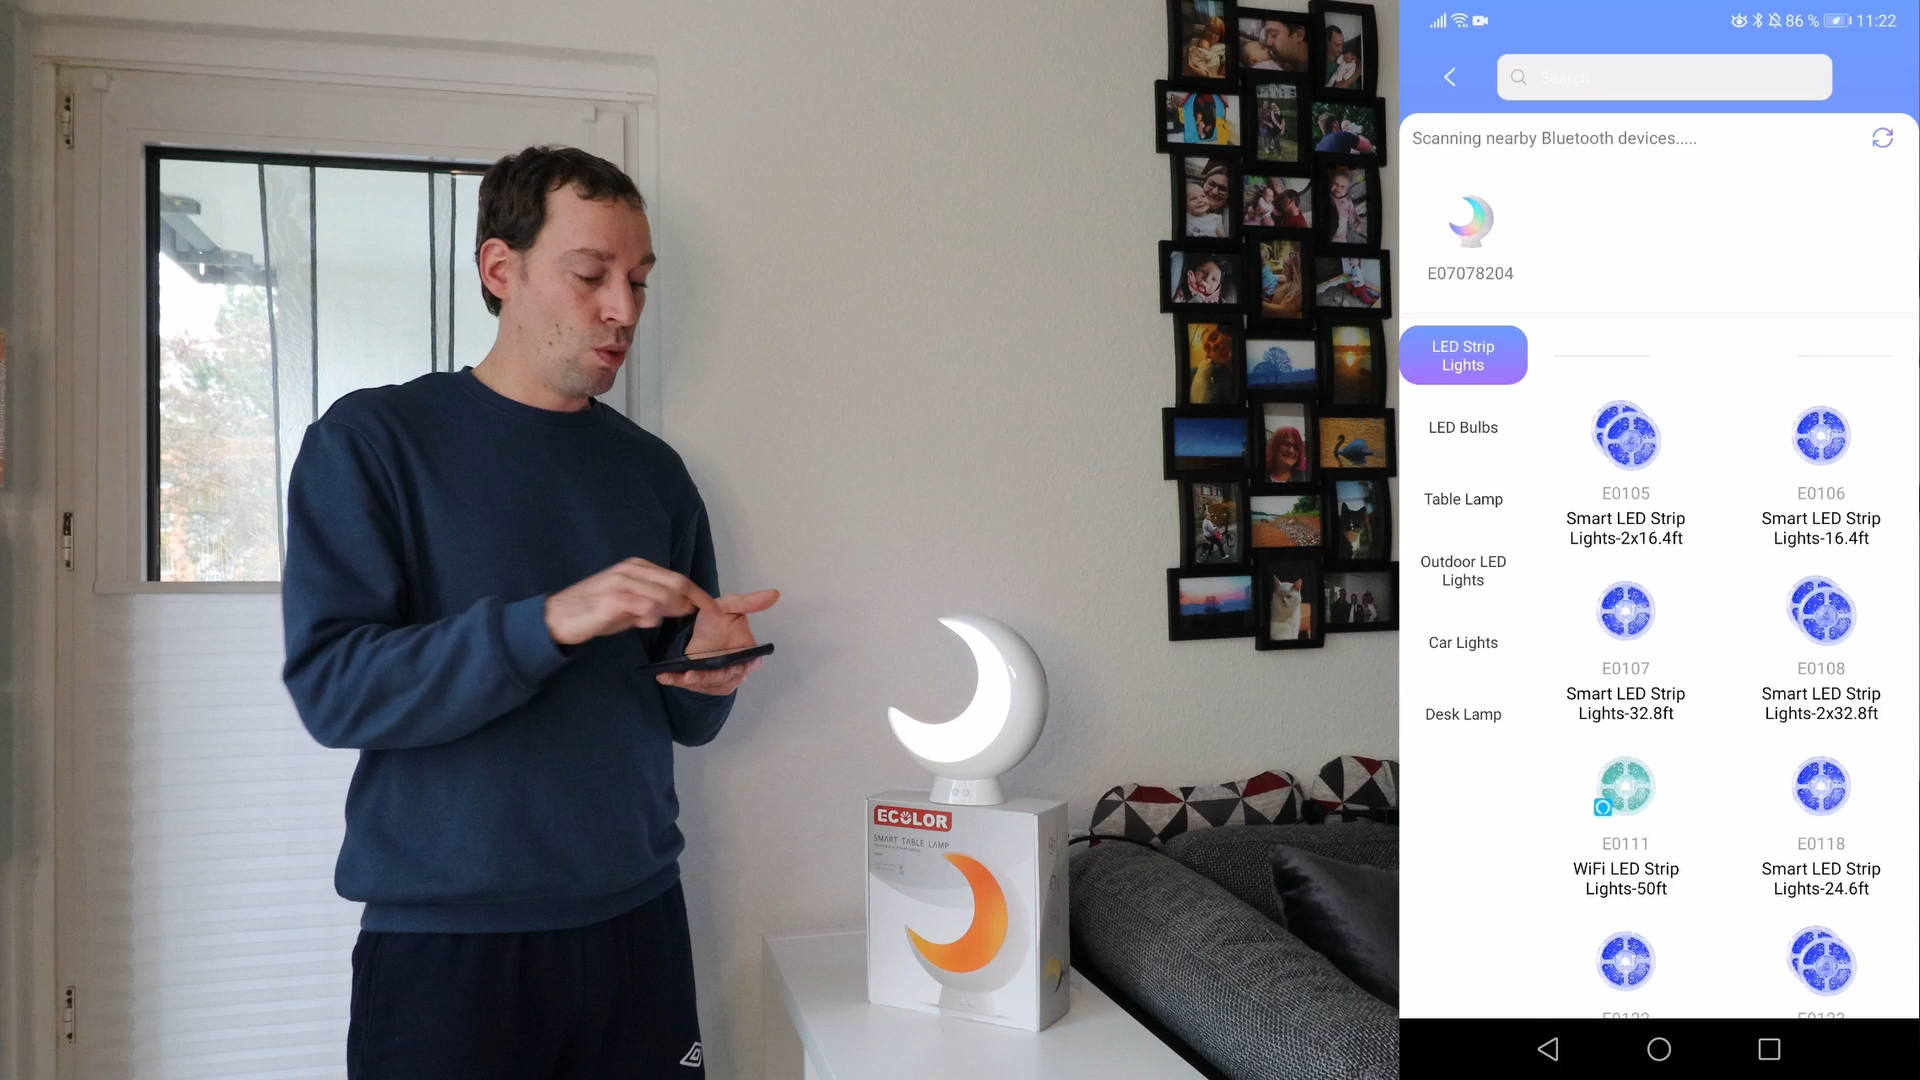 ECOLOR
SMART TABLE LAMP
86 %
11:22
Search
Scanning nearby Bluetooth devices.....
E07078204
LED Strip
Lights
LED Bulbs
Table Lamp
Outdoor LED
Lights
Car Lights
Desk Lamp
E0105
Smart LED Strip
Lights-2x16.4ft
E0106
Smart LED Strip
Lights-16.4ft
E0107
Smart LED Strip
Lights-32.8ft
E0108
Smart LED Strip
Lights-2x32.8ft
E0111
WiFi LED Strip
Lights-50ft
E0118
Smart LED Strip
Lights-24.6ft